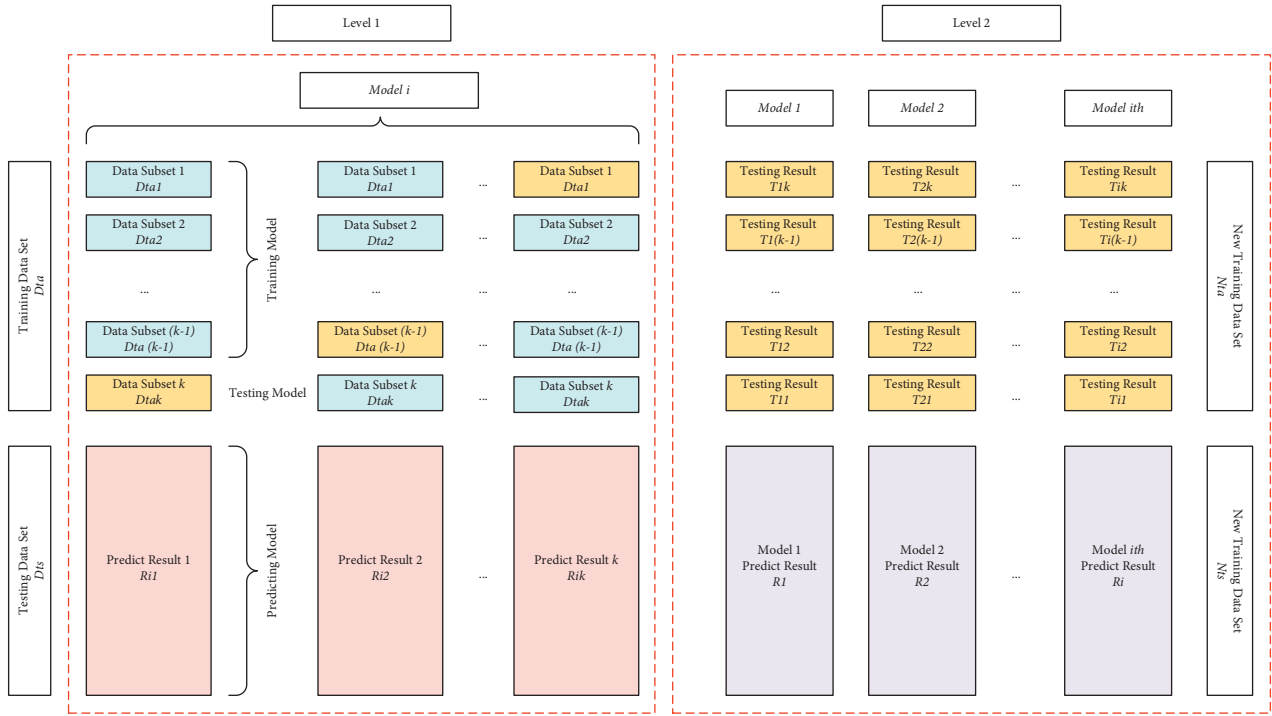 Level 1
Level 2
Model i
Model 1
Model 2
Model ith
Training Data Set
Dta
Data Subset 1
Dta1
Data Subset 2
Dta2
...
Data Subset (k-1)
Dta (k-1)
Data Subset k
Dtak
Training Model
Testing Model
Data Subset 1
Dta1
Data Subset 2
Dta2
...
Data Subset (k-1)
Dta (k-1)
Data Subset k
Dtak
...
...
...
...
Data Subset 1
Dta1
Data Subset 2
Dta2
...
Data Subset (k-1)
Dta (k-1)
Data Subset k
Dtak
Testing Result
T1k
Testing Result
T1(k-1)
...
Testing Result
T12
Testing Result
T11
Testing Result
T2k
Testing Result
T2(k-1)
...
Testing Result
T22
Testing Result
T21
...
...
...
...
...
Testing Result
Tik
Testing Result
Ti(k-1)
...
Testing Result
Ti2
Testing Result
Ti1
New Training Data Set
Nta
Testing Data Set
Dts
Predict Result 1
Ri1
Predicting Model
Predict Result 2
Ri2
...
Predict Result k
Rik
Model 1
Predict Result
R1
Model 2
Predict Result
R2
...
Model ith
Predict Result
Ri
New Training Data Set
Nts